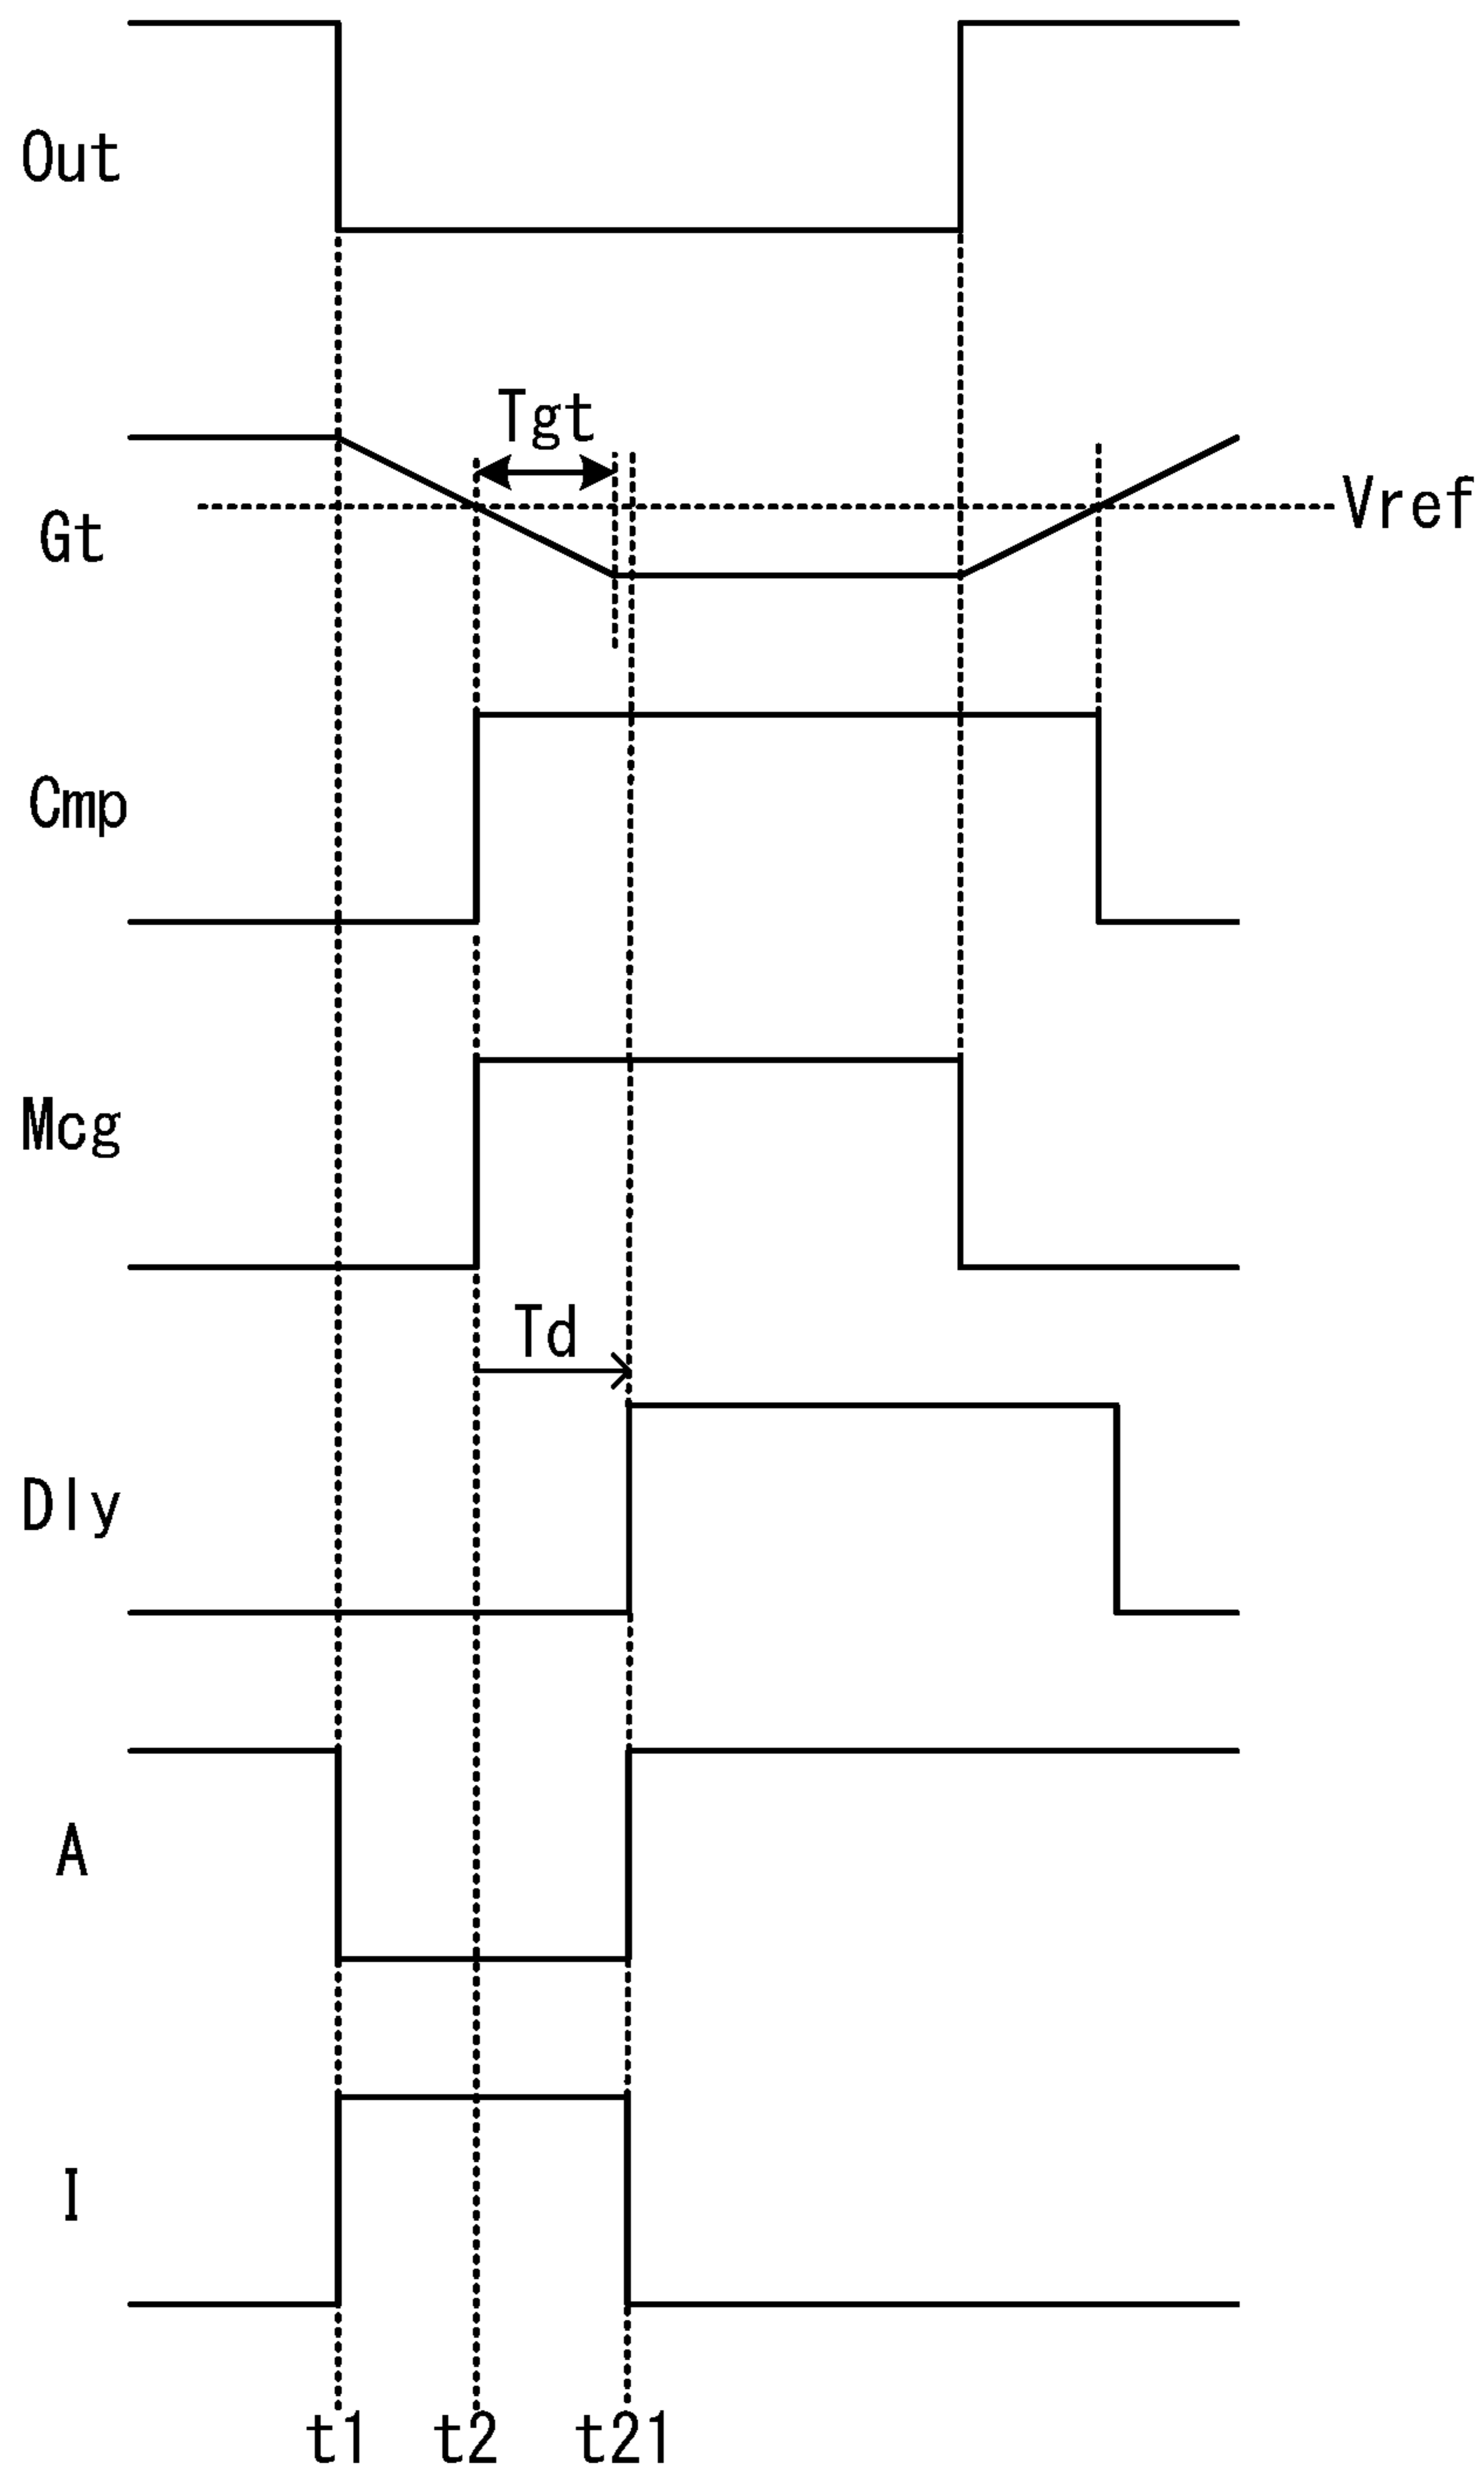 Out
Tgt
Gt
Vref
Cmp
Mcg
Td
Dly
A
I
t1 t2 t21